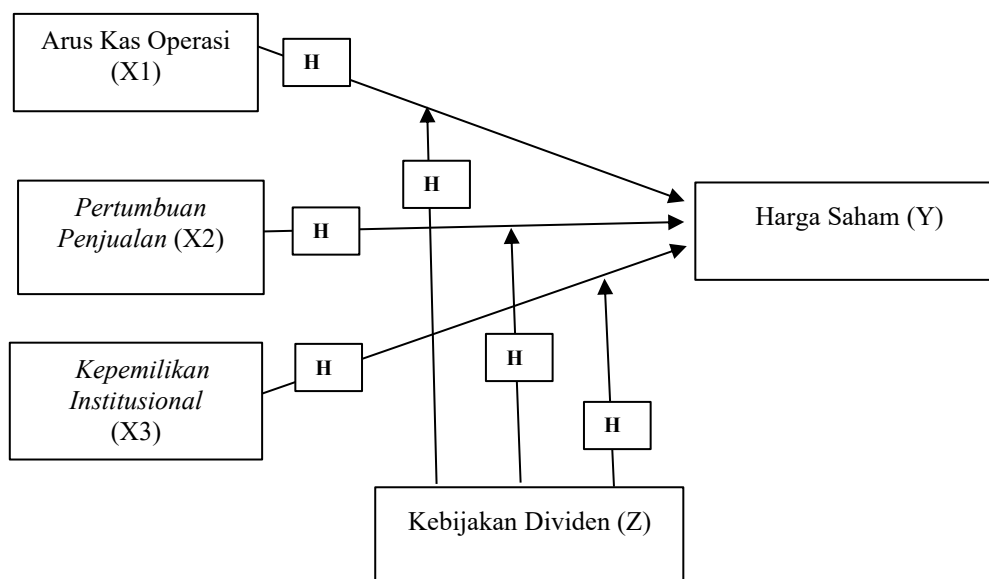 Arus Kas Operasi
(X1)
H
H
Pertumbuan
Penjualan (X2)
H
Harga Saham (Y)
Kepemilikan
Institusional
(X3)
H
H
H
Kebijakan Dividen (Z)